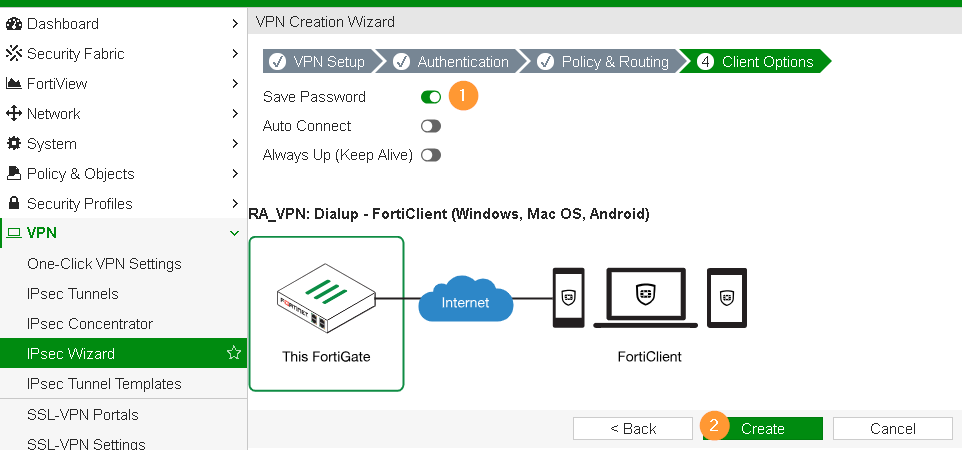 Dashboard
Security Fabric
FortiView
Network
System
Policy & Objects
Security Profiles
VPN
One-Click VPN Settings
IPsec Tunnels
IPsec Concentrator
IPsec Wizard
IPsec Tunnel Templates
SSL-VPN Portals
SSL-VPN Settings
VPN Creation Wizard
VPN Setup Authentication Policy & Routing 4 Client Options
Save Password 1
Auto Connect
Always Up (Keep Alive)
RA_VPN: Dialup - FortiClient (Windows, Mac OS, Android)
FORTINET
Internet
This FortiGate
FortiClient
< Back 2 Create Cancel